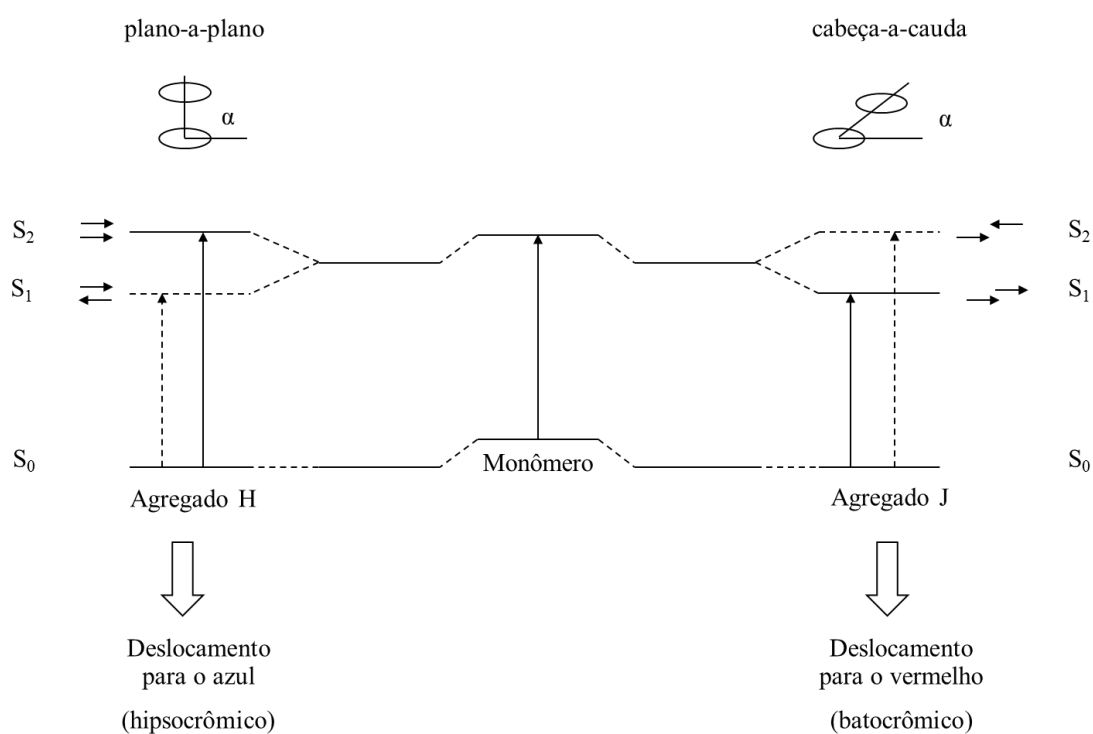 plano-a-plano
cabeça-a-cauda
α
α
S₂
S₂
S₁
S₁
S₀
Monômero
S₀
Agregado H
Agregado J
Deslocamento
para o azul
(hipsocrômico)
Deslocamento
para o vermelho
(batocrômico)